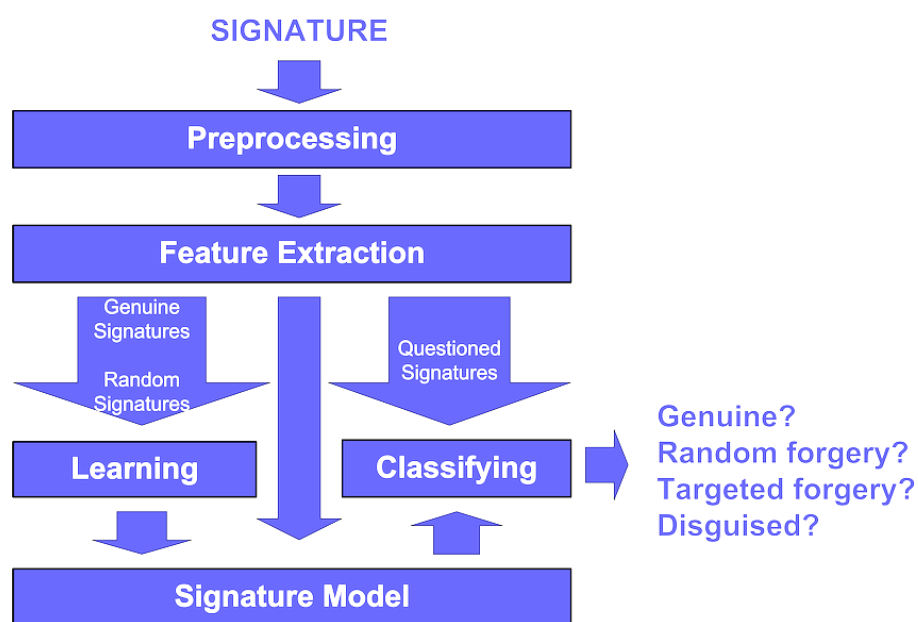 SIGNATURE
Preprocessing
Feature Extraction
Genuine
Signatures
Random
Signatures
Questioned
Signatures
Learning
Classifying
Genuine?
Random forgery?
Targeted forgery?
Disguised?
Signature Model